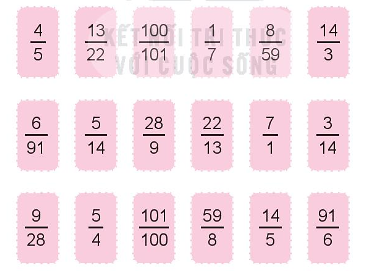 KẾT NỐI TRI THỨC
VỚI CUỘC SỐNG
4/5 13/22 100/101 1/7 8/59 14/3
6/91 5/14 28/9 22/13 7/1 3/14
9/28 5/4 101/100 59/8 14/5 91/6